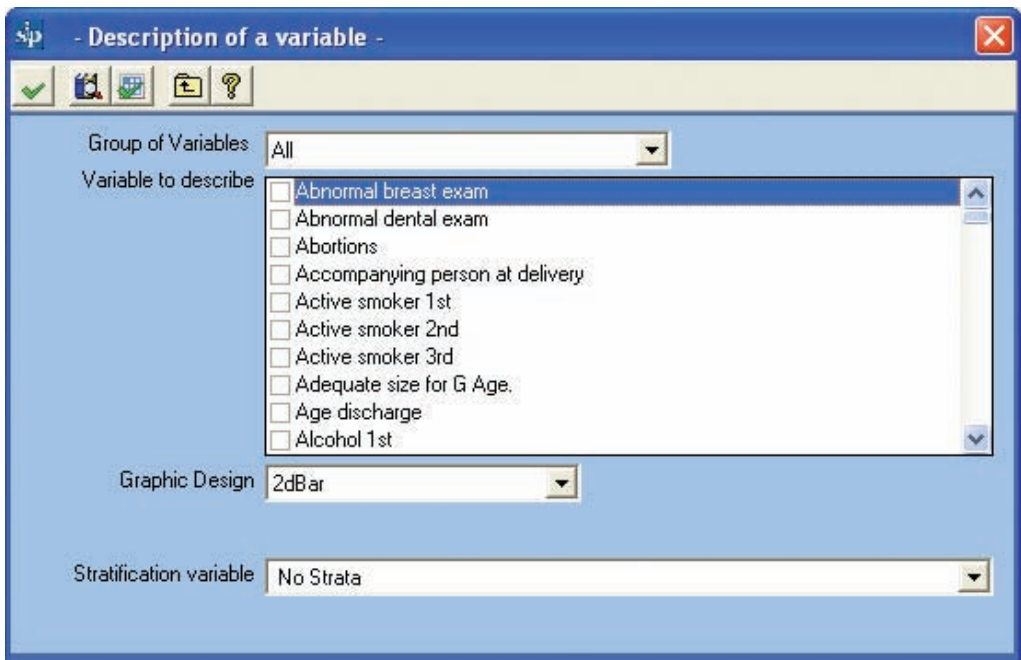 sip - Description of a variable -
Group of Variables All
Variable to describe
Abnormal breast exam
Abnormal dental exam
Abortions
Accompanying person at delivery
Active smoker 1st
Active smoker 2nd
Active smoker 3rd
Adequate size for G Age.
Age discharge
Alcohol 1st
Graphic Design 2dBar
Stratification variable No Strata